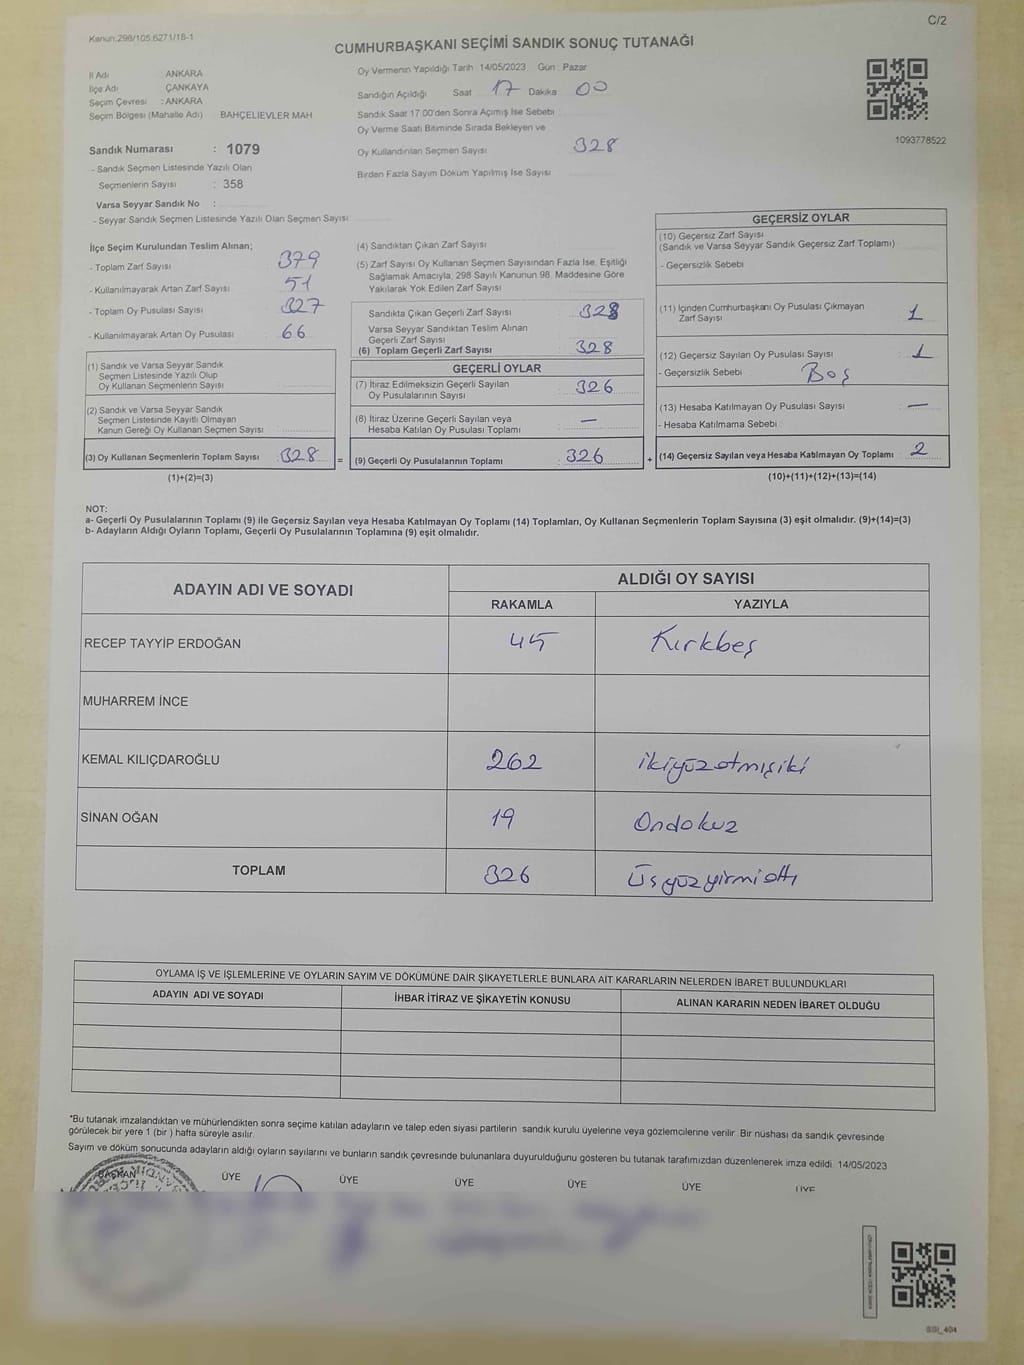 C/2
Kanun:298/105.6271/18-1
CUMHURBAŞKANI SEÇİMİ SANDIK SONUÇ TUTANAĞI
İl Adı : ANKARA
İlçe Adı : ÇANKAYA
Seçim Çevresi : ANKARA
Seçim Bölgesi (Mahalle Adı) : BAHÇELİEVLER MAH
Sandık Numarası : 1079
- Sandık Seçmen Listesinde Yazılı Olan
Seçmenlerin Sayısı : 358
Varsa Seyyar Sandık No :
- Seyyar Sandık Seçmen Listesinde Yazılı Olan Seçmen Sayısı:
Oy Vermenin Yapıldığı Tarih 14/05/2023 Gün : Pazar
Sandığın Açıldığı Saat 17 Dakika 00
Sandık Saat 17.00'den Sonra Açımış İse Sebebi
Oy Verme Saati Bitiminde Sırada Bekleyen ve
Oy Kullandırılan Seçmen Sayısı 328
Birden Fazla Sayım Döküm Yapılmış İse Sayısı
1093778522
İlçe Seçim Kurulundan Teslim Alınan;
- Toplam Zarf Sayısı : 379
- Kullanılmayarak Artan Zarf Sayısı : 51
- Toplam Oy Pusulası Sayısı : 327
- Kullanılmayarak Artan Oy Pusulası : 66
(1) Sandık ve Varsa Seyyar Sandık
Seçmen Listesinde Yazılı Olup
Oy Kullanan Seçmenlerin Sayısı :
(2) Sandık ve Varsa Seyyar Sandık
Seçmen Listesinde Kayıtlı Olmayan
Kanun Gereği Oy Kullanan Seçmen Sayısı :
(3) Oy Kullanan Seçmenlerin Toplam Sayısı : 328 =
(1)+(2)=(3)
(4) Sandıktan Çıkan Zarf Sayısı
(5) Zarf Sayısı Oy Kullanan Seçmen Sayısından Fazla İse, Eşitliği
Sağlamak Amacıyla, 298 Sayılı Kanunun 98. Maddesine Göre
Yakılarak Yok Edilen Zarf Sayısı
Sandıkta Çıkan Geçerli Zarf Sayısı : 328
Varsa Seyyar Sandıktan Teslim Alınan
Geçerli Zarf Sayısı
(6) Toplam Geçerli Zarf Sayısı : 328
GEÇERLİ OYLAR
(7) İtiraz Edilmeksizin Geçerli Sayılan
Oy Pusulalarının Sayısı : 326
(8) İtiraz Üzerine Geçerli Sayılan veya
Hesaba Katılan Oy Pusulası Toplamı : —
(9) Geçerli Oy Pusulalarının Toplamı : 326 +
GEÇERSİZ OYLAR
(10) Geçersiz Zarf Sayısı
(Sandık ve Varsa Seyyar Sandık Geçersiz Zarf Toplamı)
- Geçersizlik Sebebi
(11) İçinden Cumhurbaşkanı Oy Pusulası Çıkmayan
Zarf Sayısı 1
(12) Geçersiz Sayılan Oy Pusulası Sayısı : 1
- Geçersizlik Sebebi : Boş
(13) Hesaba Katılmayan Oy Pusulası Sayısı : —
- Hesaba Katılmama Sebebi :
(14) Geçersiz Sayılan veya Hesaba Katılmayan Oy Toplamı : 2
(10)+(11)+(12)+(13)=(14)
NOT:
a- Geçerli Oy Pusulalarının Toplamı (9) ile Geçersiz Sayılan veya Hesaba Katılmayan Oy Toplamı (14) Toplamları, Oy Kullanan Seçmenlerin Toplam Sayısına (3) eşit olmalıdır. (9)+(14)=(3)
b- Adayların Aldığı Oyların Toplamı, Geçerli Oy Pusulalarının Toplamına (9) eşit olmalıdır.
ADAYIN ADI VE SOYADI
ALDIĞI OY SAYISI
RAKAMLA YAZIYLA
RECEP TAYYİP ERDOĞAN 45 Kırkbeş
MUHARREM İNCE
KEMAL KILIÇDAROĞLU 262 ikiyüzatmışiki
SİNAN OĞAN 19 Ondokuz
TOPLAM 326 Üşyüzyirmialtı
OYLAMA İŞ VE İŞLEMLERİNE VE OYLARIN SAYIM VE DÖKÜMÜNE DAİR ŞİKAYETLERLE BUNLARA AİT KARARLARIN NELERDEN İBARET BULUNDUKLARI
ADAYIN ADI VE SOYADI İHBAR İTİRAZ VE ŞİKAYETİN KONUSU ALINAN KARARIN NEDEN İBARET OLDUĞU
*Bu tutanak imzalandıktan ve mühürlendikten sonra seçime katılan adayların ve talep eden siyasi partilerin sandık kurulu üyelerine veya gözlemcilerine verilir. Bir nüshası da sandık çevresinde
görülecek bir yere 1 (bir ) hafta süreyle asılır.
Sayım ve döküm sonucunda adayların aldığı oyların sayılarını ve bunların sandık çevresinde bulunanlara duyurulduğunu gösteren bu tutanak tarafımızdan düzenlenerek imza edildi. 14/05/2023
BAŞKAN ÜYE ÜYE ÜYE ÜYE ÜYE ÜYE